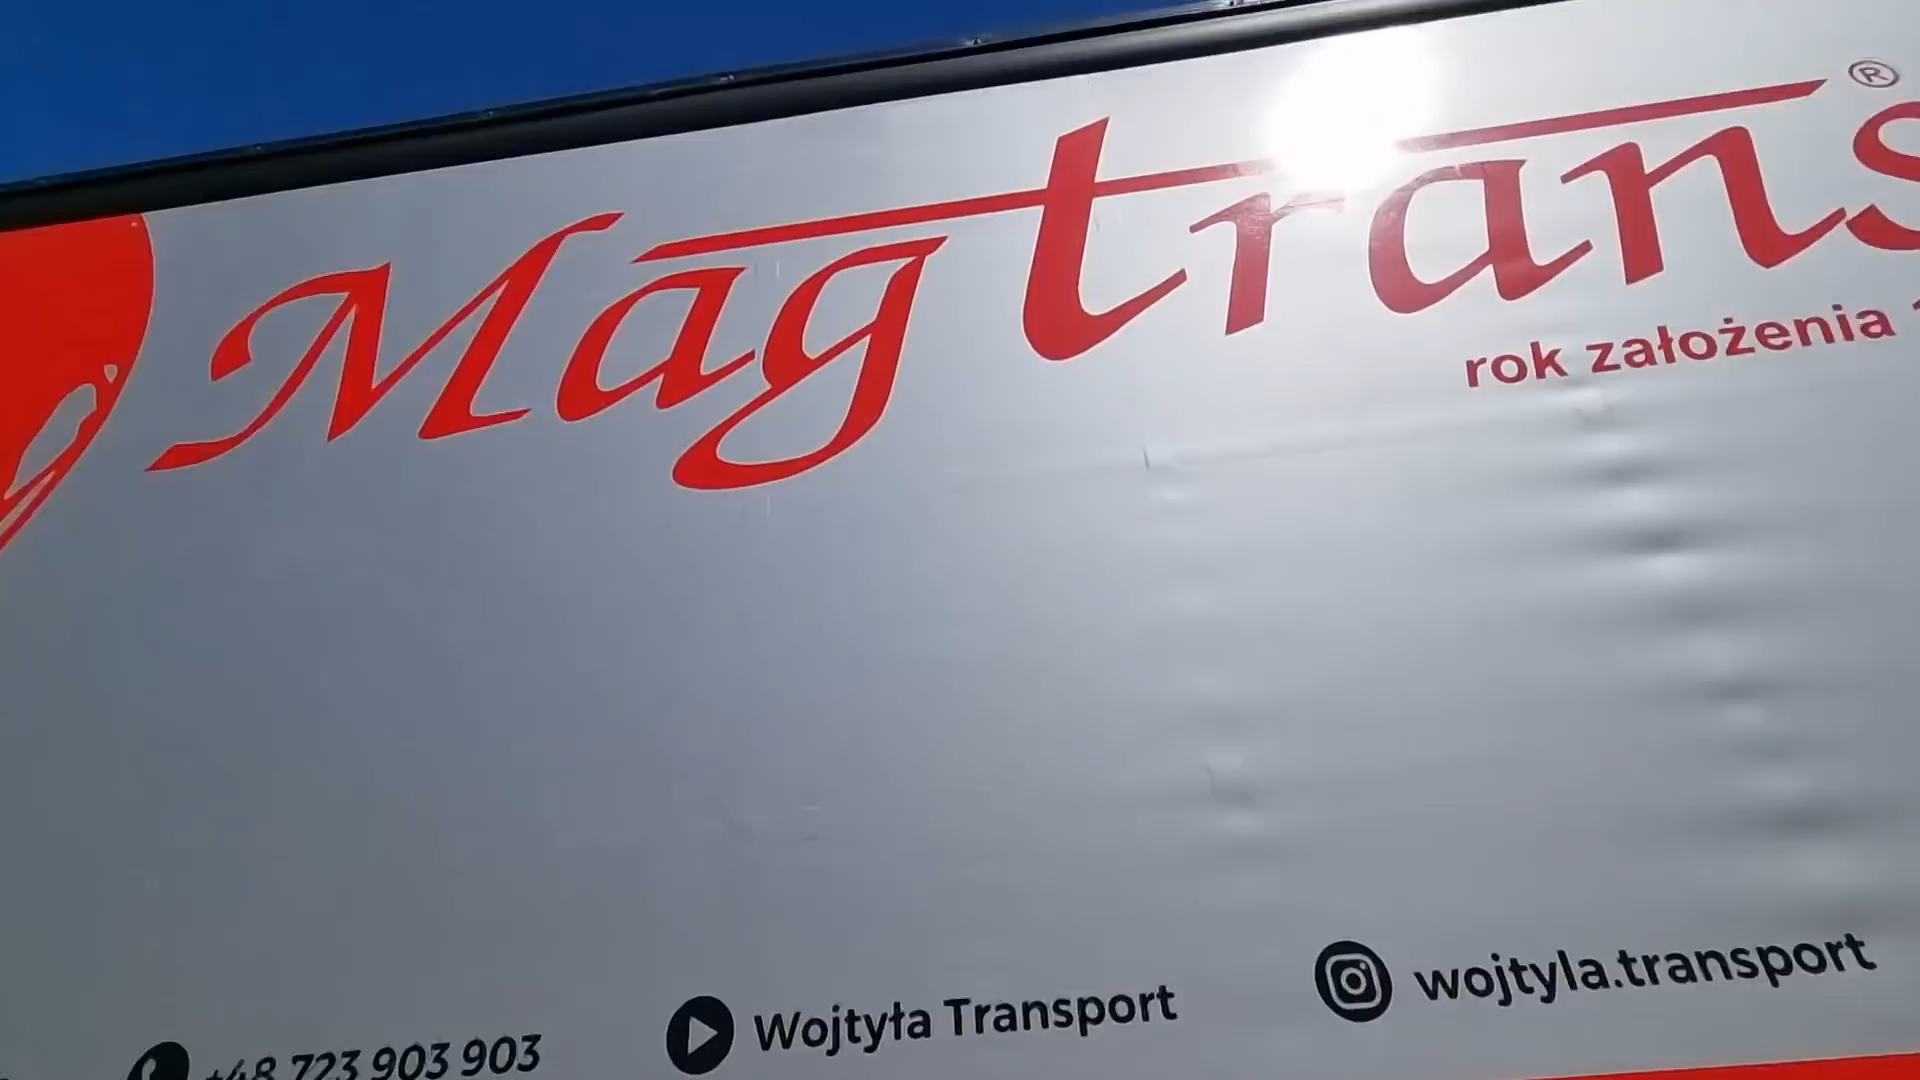 Magtrans®
rok założenia
+48 723 903 903
Wojtyła Transport
wojtyla.transport